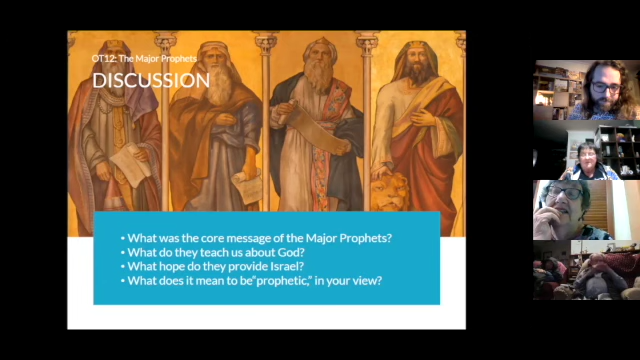 OT12: The Major Prophets
DISCUSSION
• What was the core message of the Major Prophets?
• What do they teach us about God?
• What hope do they provide Israel?
• What does it mean to be"prophetic," in your view?